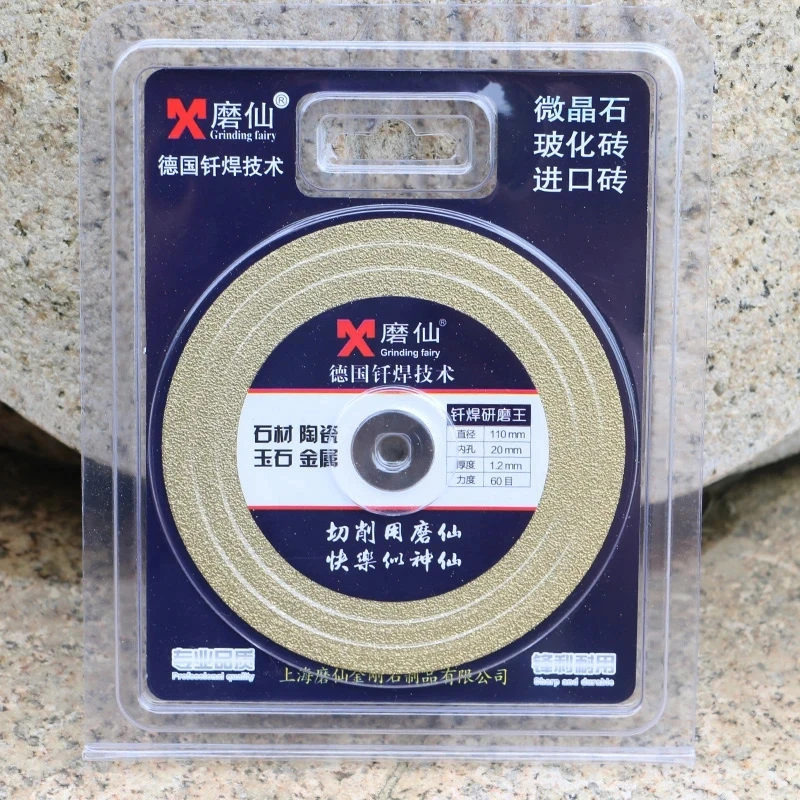 磨仙®
Grinding fairy
德国钎焊技术
微晶石
玻化砖
进口砖
磨仙®
Grinding fairy
德国钎焊技术
石材 陶瓷
玉石 金属
钎焊研磨王
直径 110mm
内孔 20mm
厚度 1.2mm
力度 60目
切削用磨仙
快樂似神仙
专业品质
Professional quality
上海磨仙金刚石制品有限公司
锋利耐用
Sharp and durable